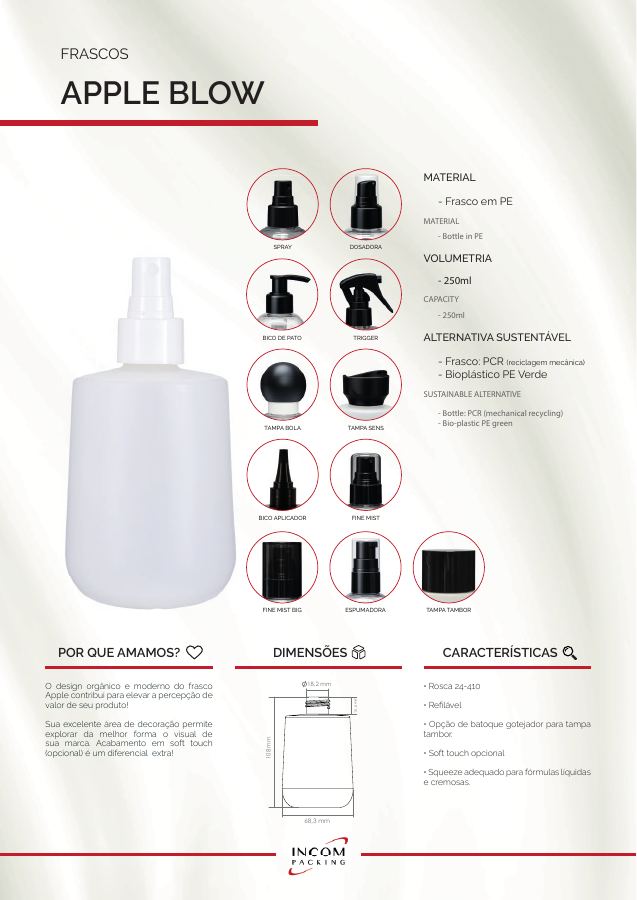 FRASCOS
APPLE BLOW
SPRAY
DOSADORA
BICO DE PATO
TRIGGER
TAMPA BOLA
TAMPA SENS
BICO APLICADOR
FINE MIST
FINE MIST BIG
ESPUMADORA
TAMPA TAMBOR
MATERIAL
- Frasco em PE
MATERIAL
- Bottle in PE
VOLUMETRIA
- 250ml
CAPACITY
- 250ml
ALTERNATIVA SUSTENTÁVEL
- Frasco: PCR (reciclagem mecânica)
- Bioplástico PE Verde
SUSTAINABLE ALTERNATIVE
- Bottle: PCR (mechanical recycling)
- Bio-plastic PE green
POR QUE AMAMOS?
O design orgânico e moderno do frasco
Apple contribui para elevar a percepção de
valor de seu produto!
Sua excelente área de decoração permite
explorar da melhor forma o visual de
sua marca. Acabamento em soft touch
(opcional) é um diferencial extra!
DIMENSÕES
Ø18,2 mm
68,3 mm
CARACTERÍSTICAS
• Rosca 24-410
• Refilável
• Opção de batoque gotejador para tampa
tambor.
• Soft touch opcional
• Squeeze adequado para fórmulas líquidas
e cremosas.
INCOM
PACKING